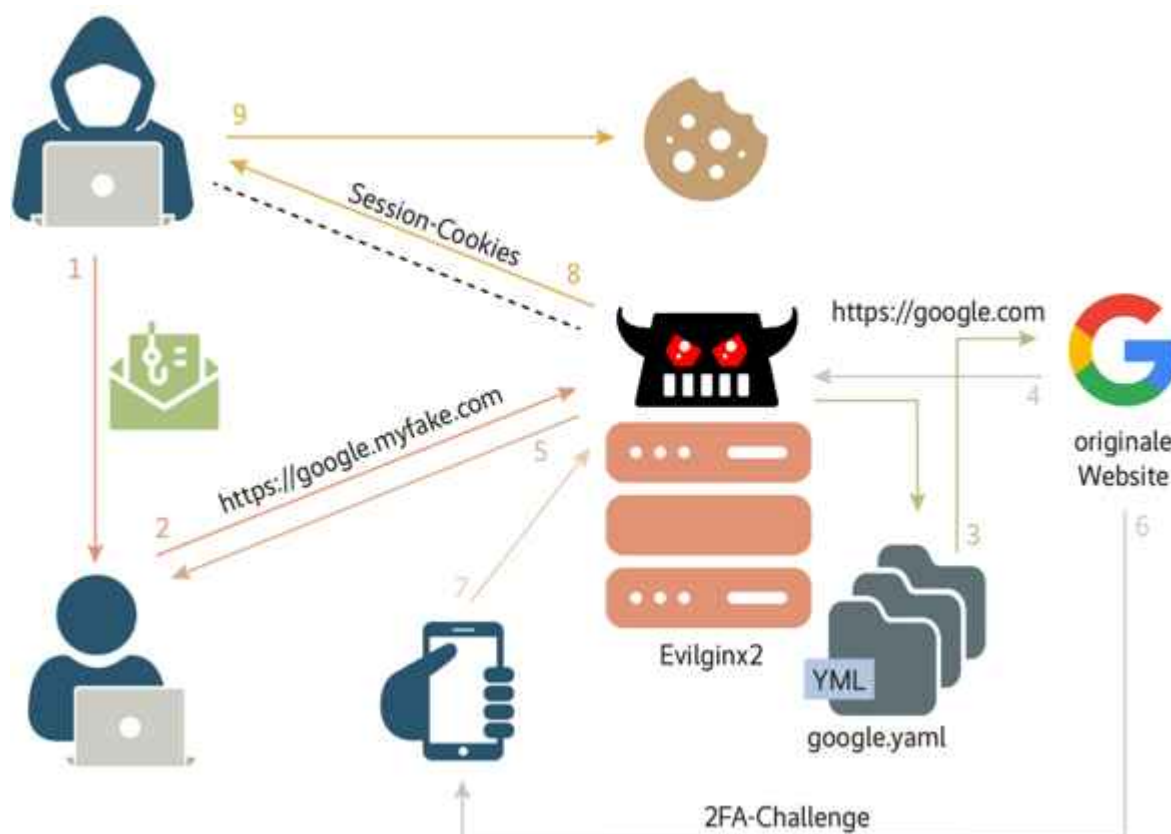 9
Session-Cookies
8
1
https://google.com
4
https://google.myfake.com
5
originale
Website
2
6
3
7
Evilginx2
YML
google.yaml
2FA-Challenge